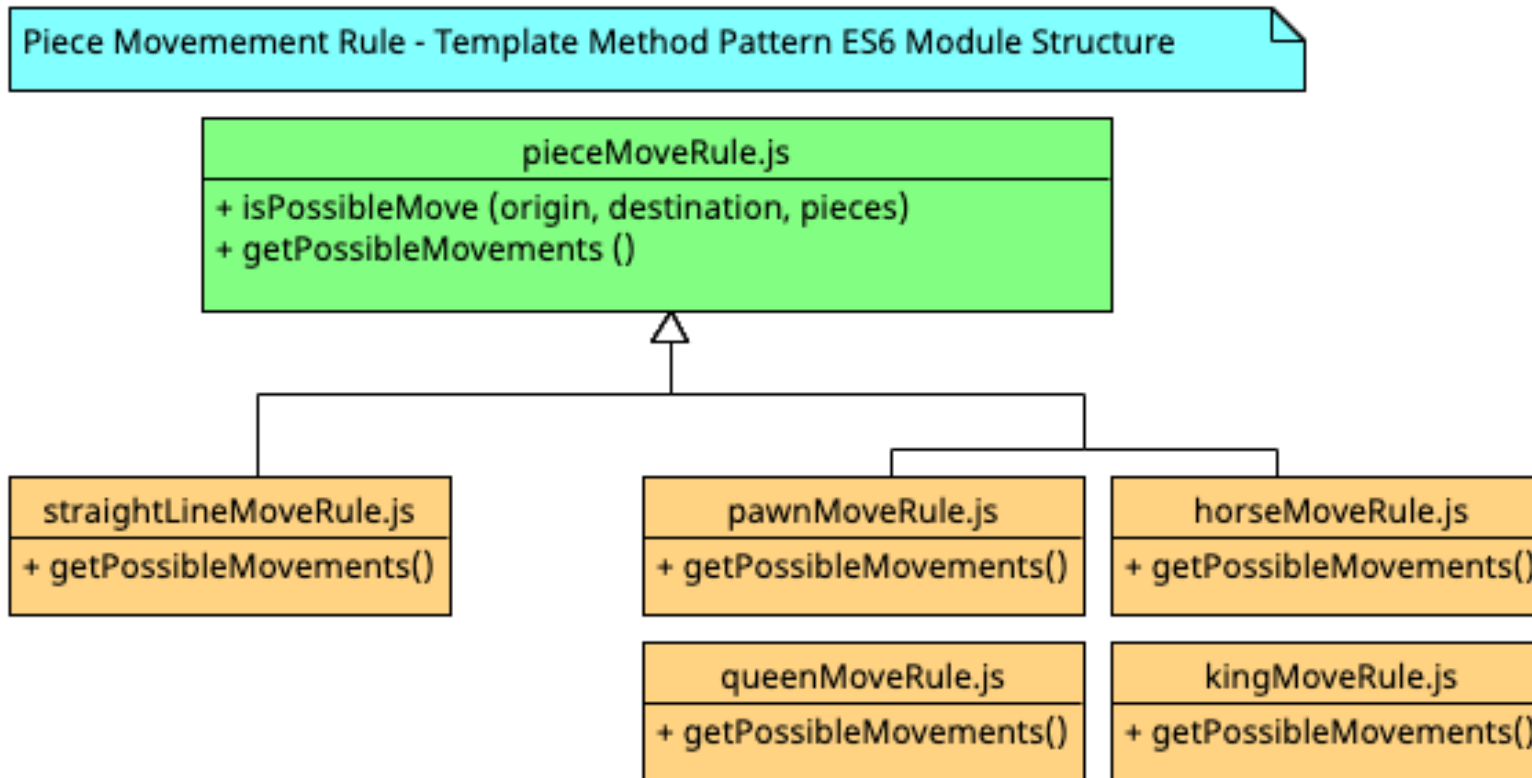 Piece Movemement Rule - Template Method Pattern ES6 Module Structure
pieceMoveRule.js
+ isPossibleMove (origin, destination, pieces)
+ getPossibleMovements ()
straightLineMoveRule.js
+ getPossibleMovements()
pawnMoveRule.js
+ getPossibleMovements()
horseMoveRule.js
+ getPossibleMovements()
queenMoveRule.js
+ getPossibleMovements()
kingMoveRule.js
+ getPossibleMovements()